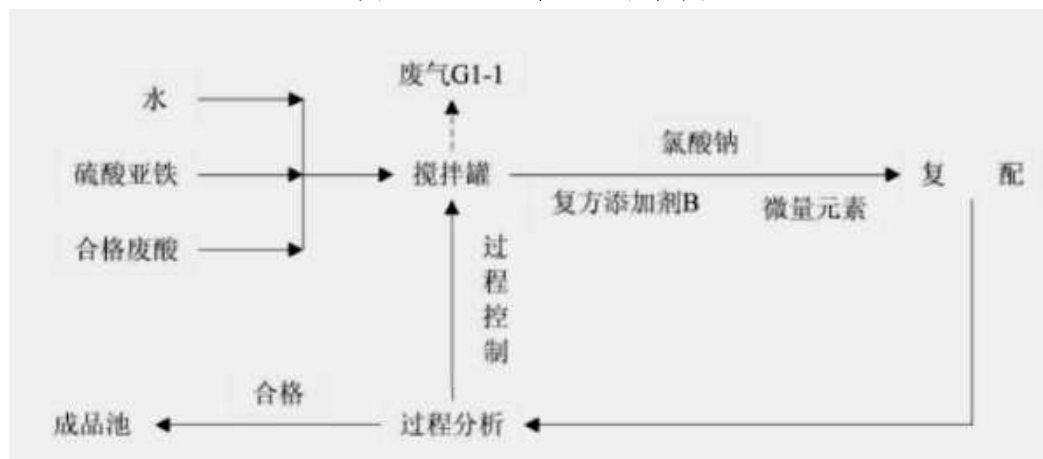 废气G1-1
水
氯酸钠
硫酸亚铁
搅拌罐
复 配
复方添加剂B
微量元素
合格废酸
过程控制
合格
成品池
过程分析